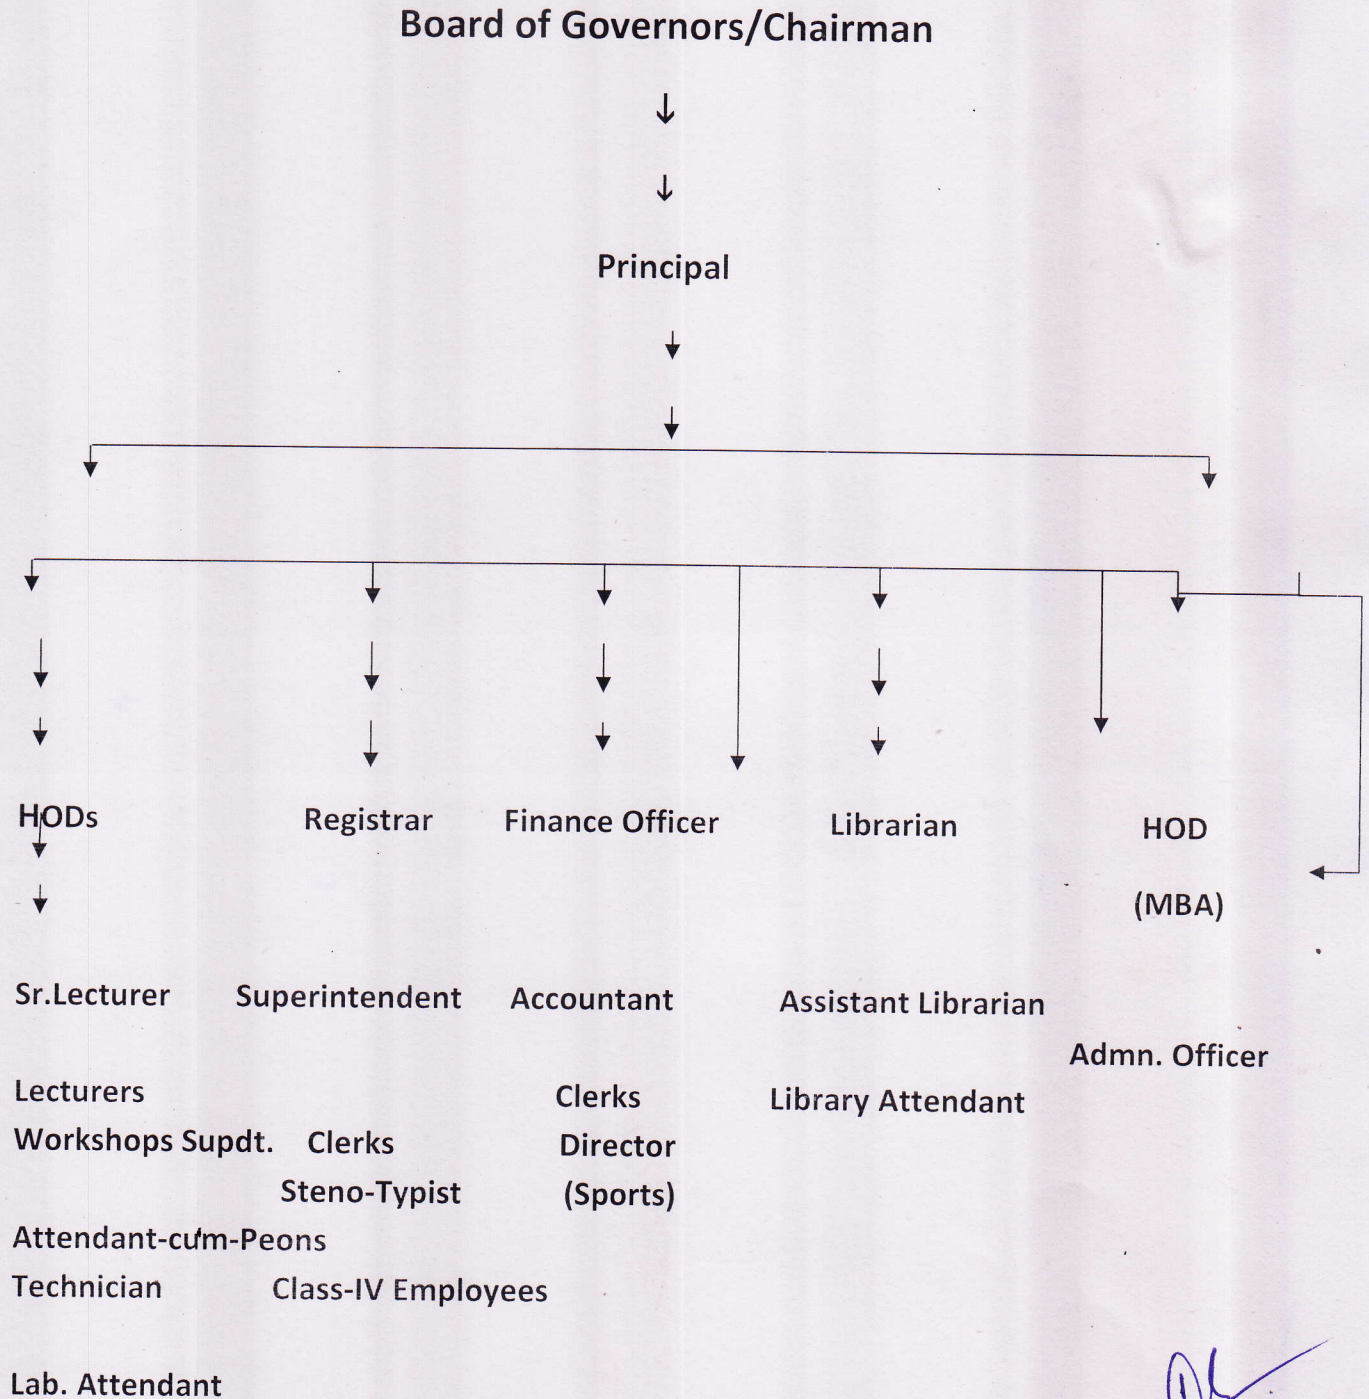 Board of Governors/Chairman
Principal
HODs Registrar Finance Officer Librarian HOD
(MBA)
Sr.Lecturer Superintendent Accountant Assistant Librarian
Admn. Officer
Lecturers Clerks Library Attendant
Workshops Supdt. Clerks Director
Steno-Typist (Sports)
Attendant-cum-Peons
Technician Class-IV Employees
Lab. Attendant